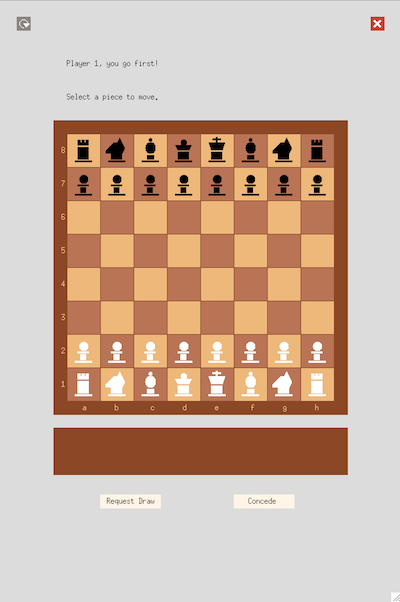 Player 1, you go first!
Select a piece to move.
8
7
6
5
4
3
2
1
a b c d e f g h
Request Draw
Concede